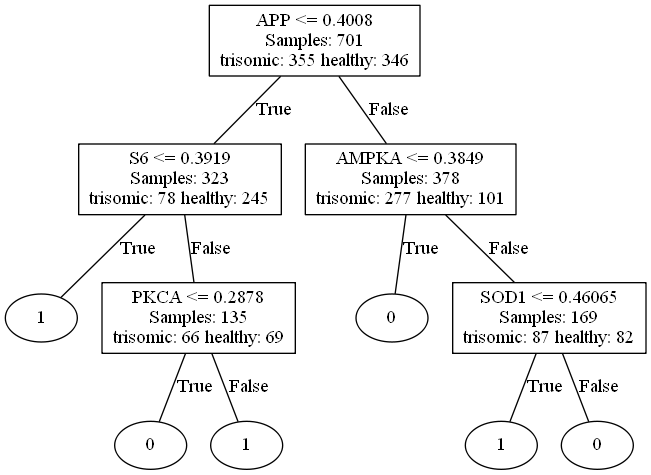 APP <= 0.4008
Samples: 701
trisomic: 355 healthy: 346
True
False
S6 <= 0.3919
Samples: 323
trisomic: 78 healthy: 245
AMPKA <= 0.3849
Samples: 378
trisomic: 277 healthy: 101
True
False
True
False
1
PKCA <= 0.2878
Samples: 135
trisomic: 66 healthy: 69
0
SOD1 <= 0.46065
Samples: 169
trisomic: 87 healthy: 82
True
False
True
False
0
1
1
0